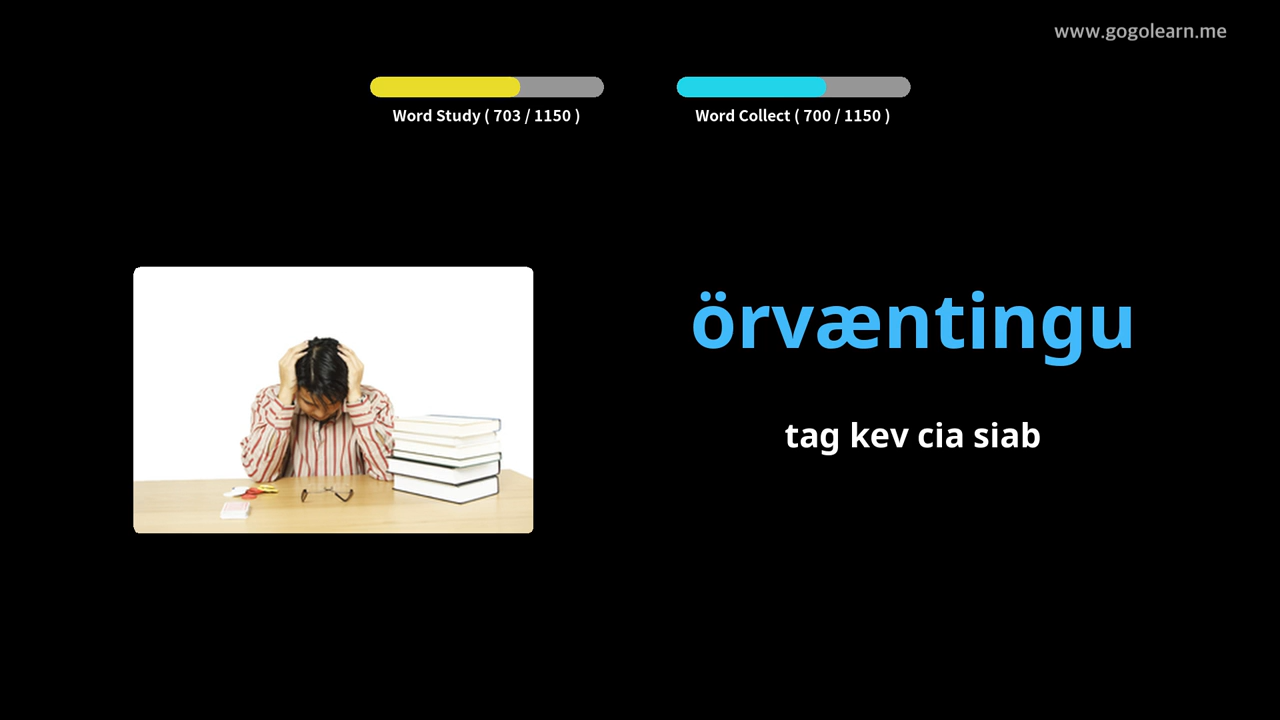 www.gogolearn.me
Word Study ( 703 / 1150 )
Word Collect ( 700 / 1150 )
örvæntingu
tag kev cia siab